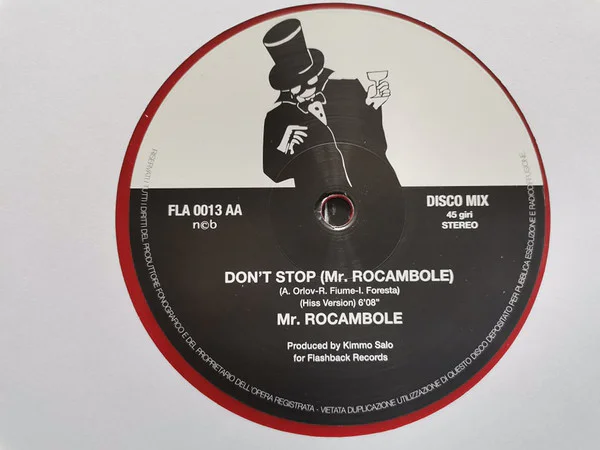 FLA 0013 AA
n©b
DISCO MIX
45 giri
STEREO
DON'T STOP (Mr. ROCAMBOLE)
(A. Orlov-R. Fiume-I. Foresta)
(Hiss Version) 6'08"
Mr. ROCAMBOLE
Produced by Kimmo Salo
for Flashback Records
RISERVATI I TUTTI I DIRITTI DEL PRODUTTORE FONOGRAFICO E DEL PROPRIETARIO DELL'OPERA REGISTRATA - VIETATA DUPLICAZIONE UTILIZZAZIONE DI QUESTO DISCO DEPOSITATO PER PUBBLICA ESECUZIONE E RADIODIFFUSIONE